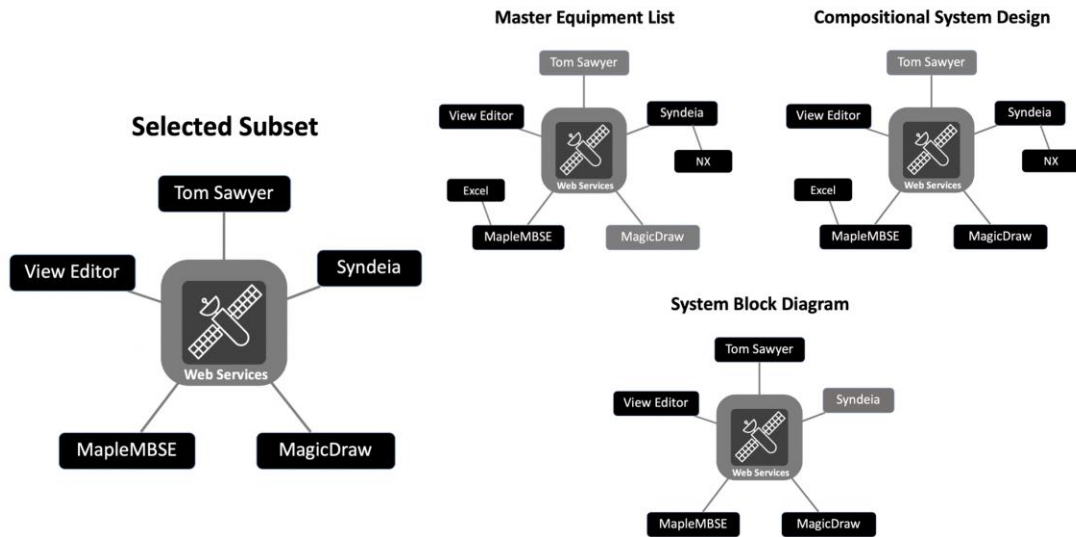 Master Equipment List
Tom Sawyer
View Editor
Syndeia
NX
Web Services
Excel
MapleMBSE
MagicDraw
Compositional System Design
Tom Sawyer
View Editor
Syndeia
NX
Web Services
Excel
MapleMBSE
MagicDraw
Selected Subset
Tom Sawyer
View Editor
Syndeia
Web Services
MapleMBSE
MagicDraw
System Block Diagram
Tom Sawyer
View Editor
Syndeia
Web Services
MapleMBSE
MagicDraw